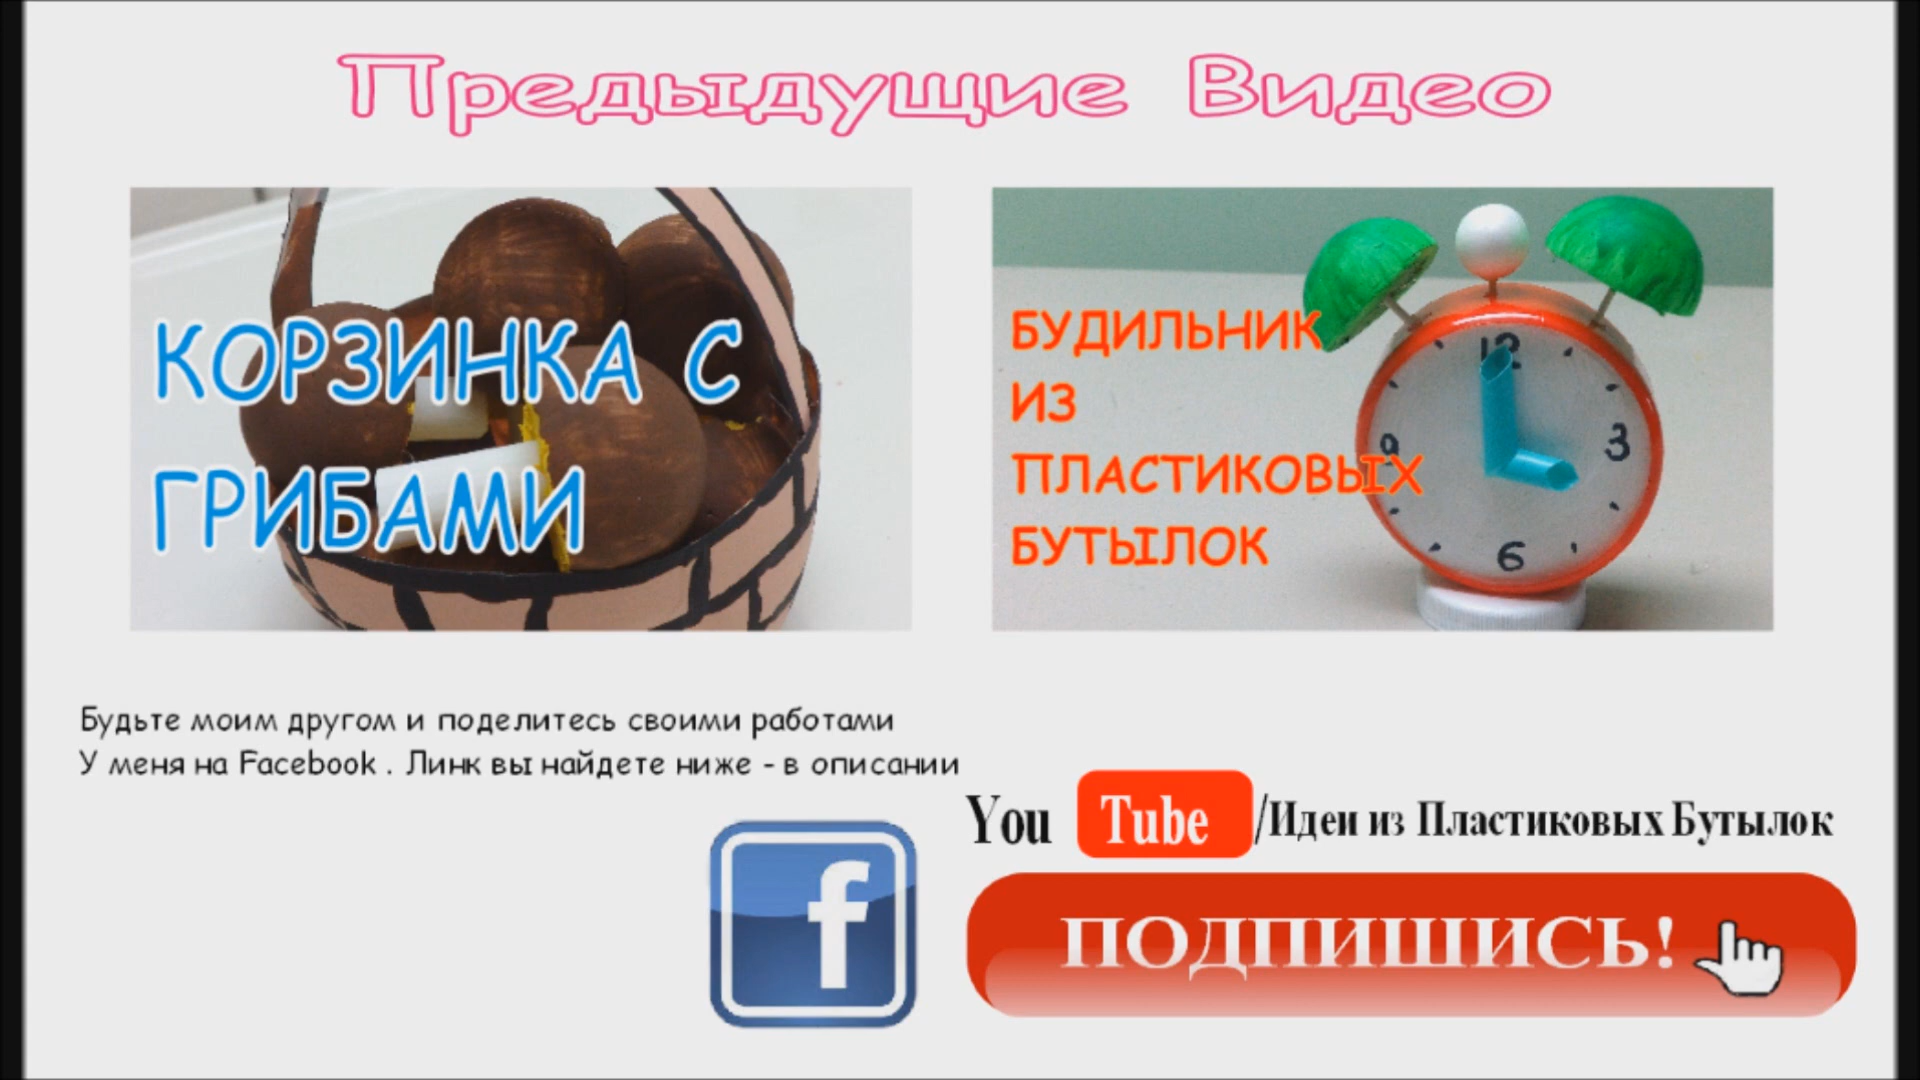 Предыдущие Видео
КОРЗИНКА С
ГРИБАМИ
БУДИЛЬНИК
ИЗ
ПЛАСТИКОВЫХ
БУТЫЛОК
12
9
3
6
Будьте моим другом и поделитесь своими работами
У меня на Facebook . Линк вы найдете ниже - в описании
You Tube /Идеи из Пластиковых Бутылок
f
ПОДПИШИСЬ!